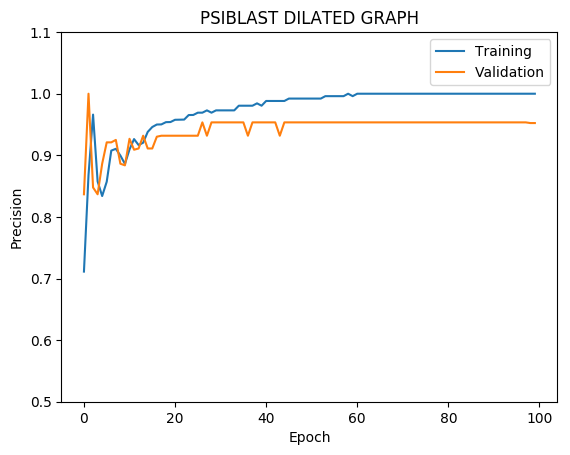 PSIBLAST DILATED GRAPH
1.1
1.0
0.9
0.8
0.7
0.6
0.5
Precision
Training
Validation
0 20 40 60 80 100
Epoch